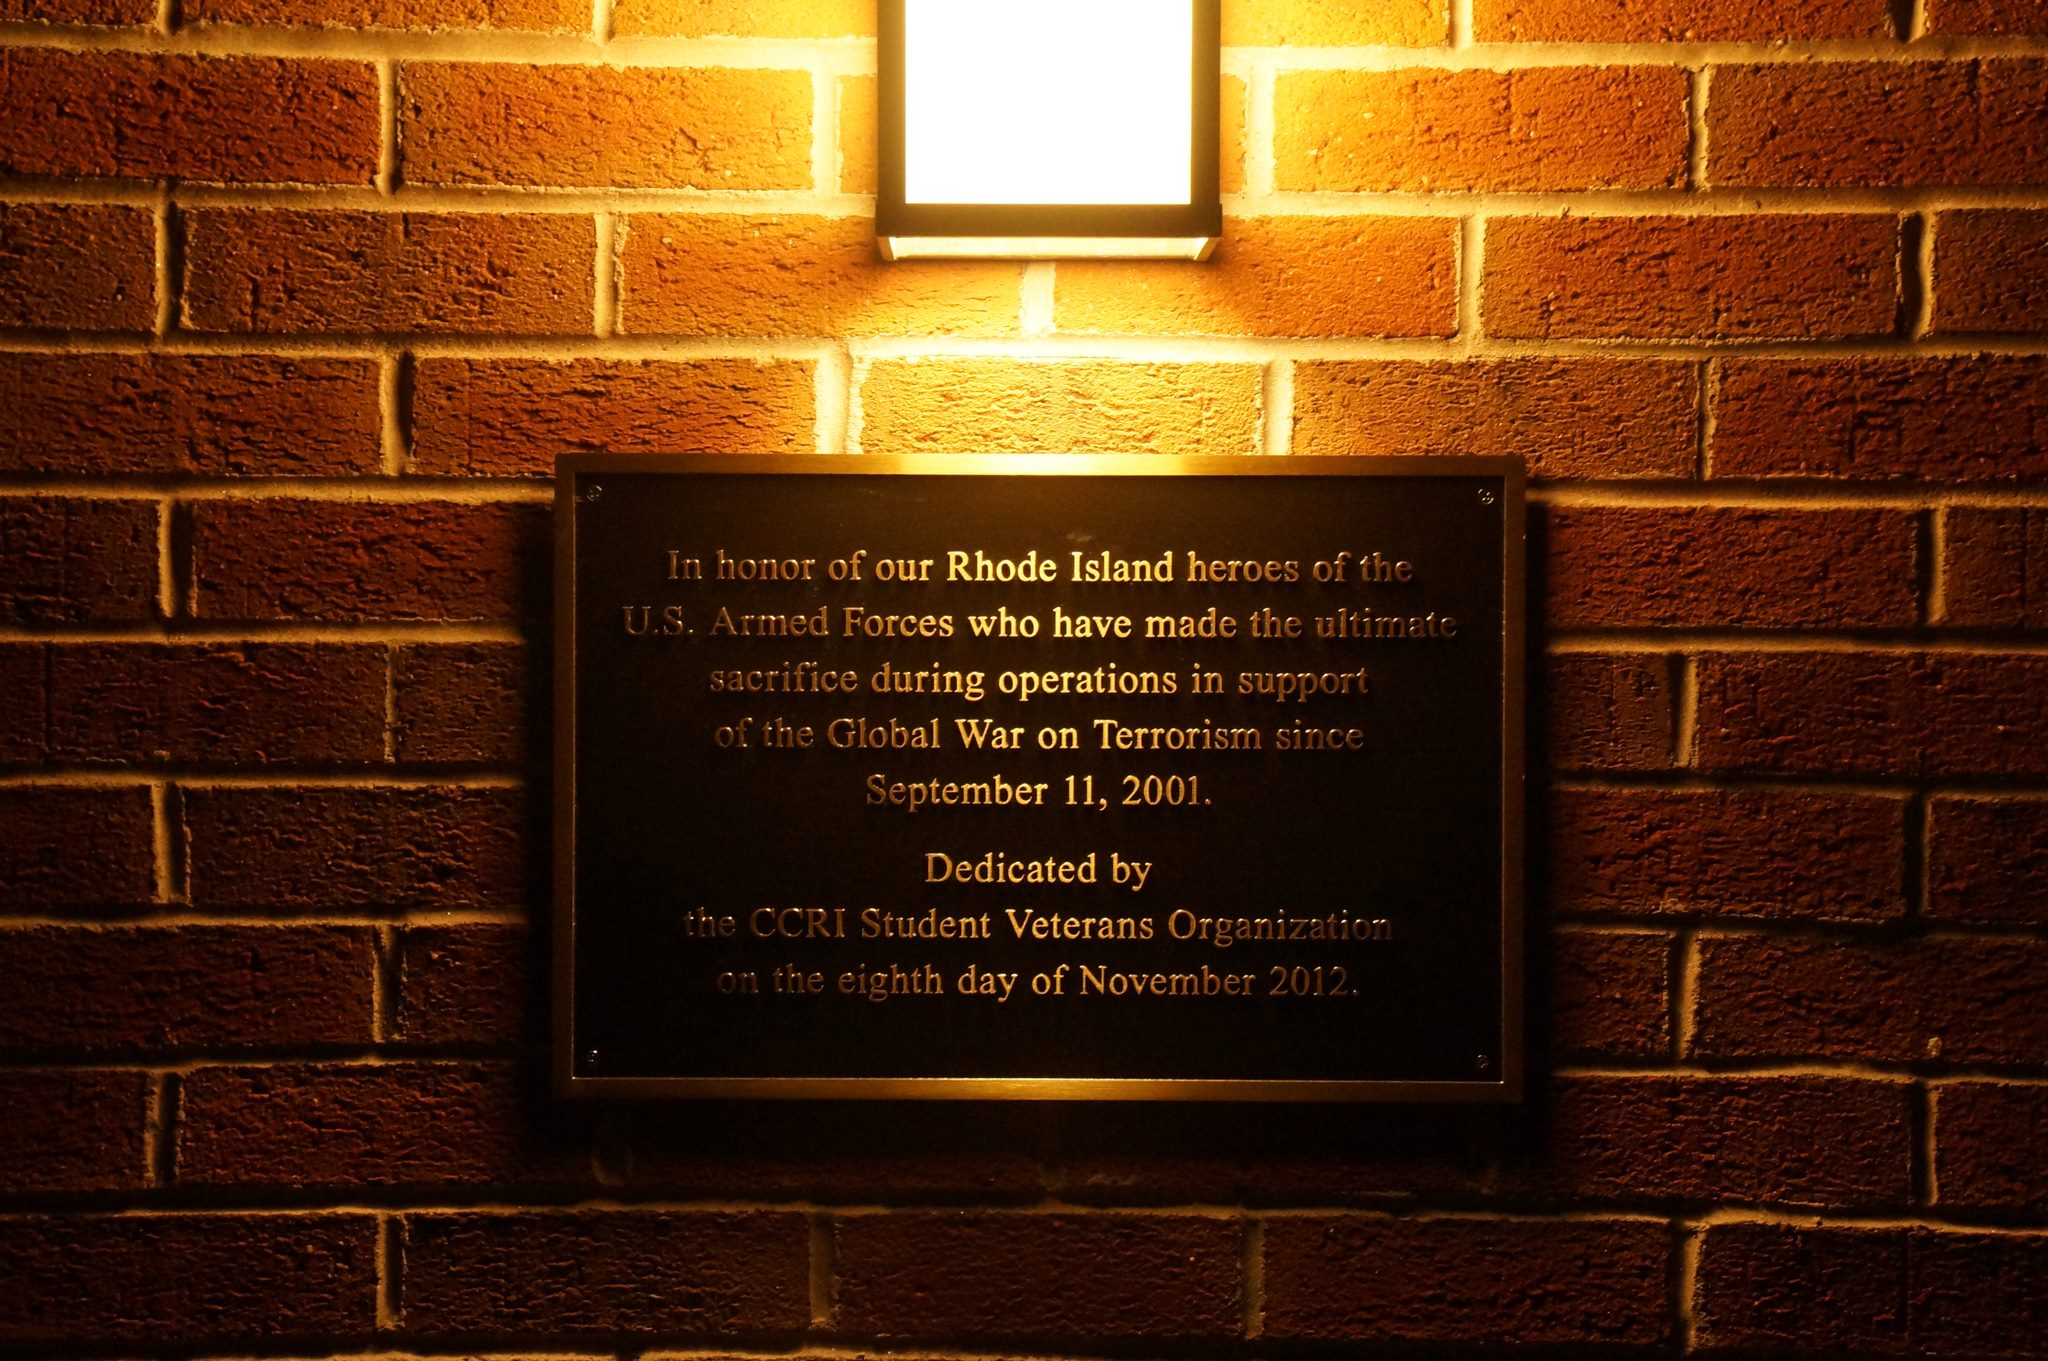 In honor of our Rhode Island heroes of the
U.S. Armed Forces who have made the ultimate
sacrifice during operations in support
of the Global War on Terrorism since
September 11, 2001.
Dedicated by
the CCRI Student Veterans Organization
on the eighth day of November 2012.